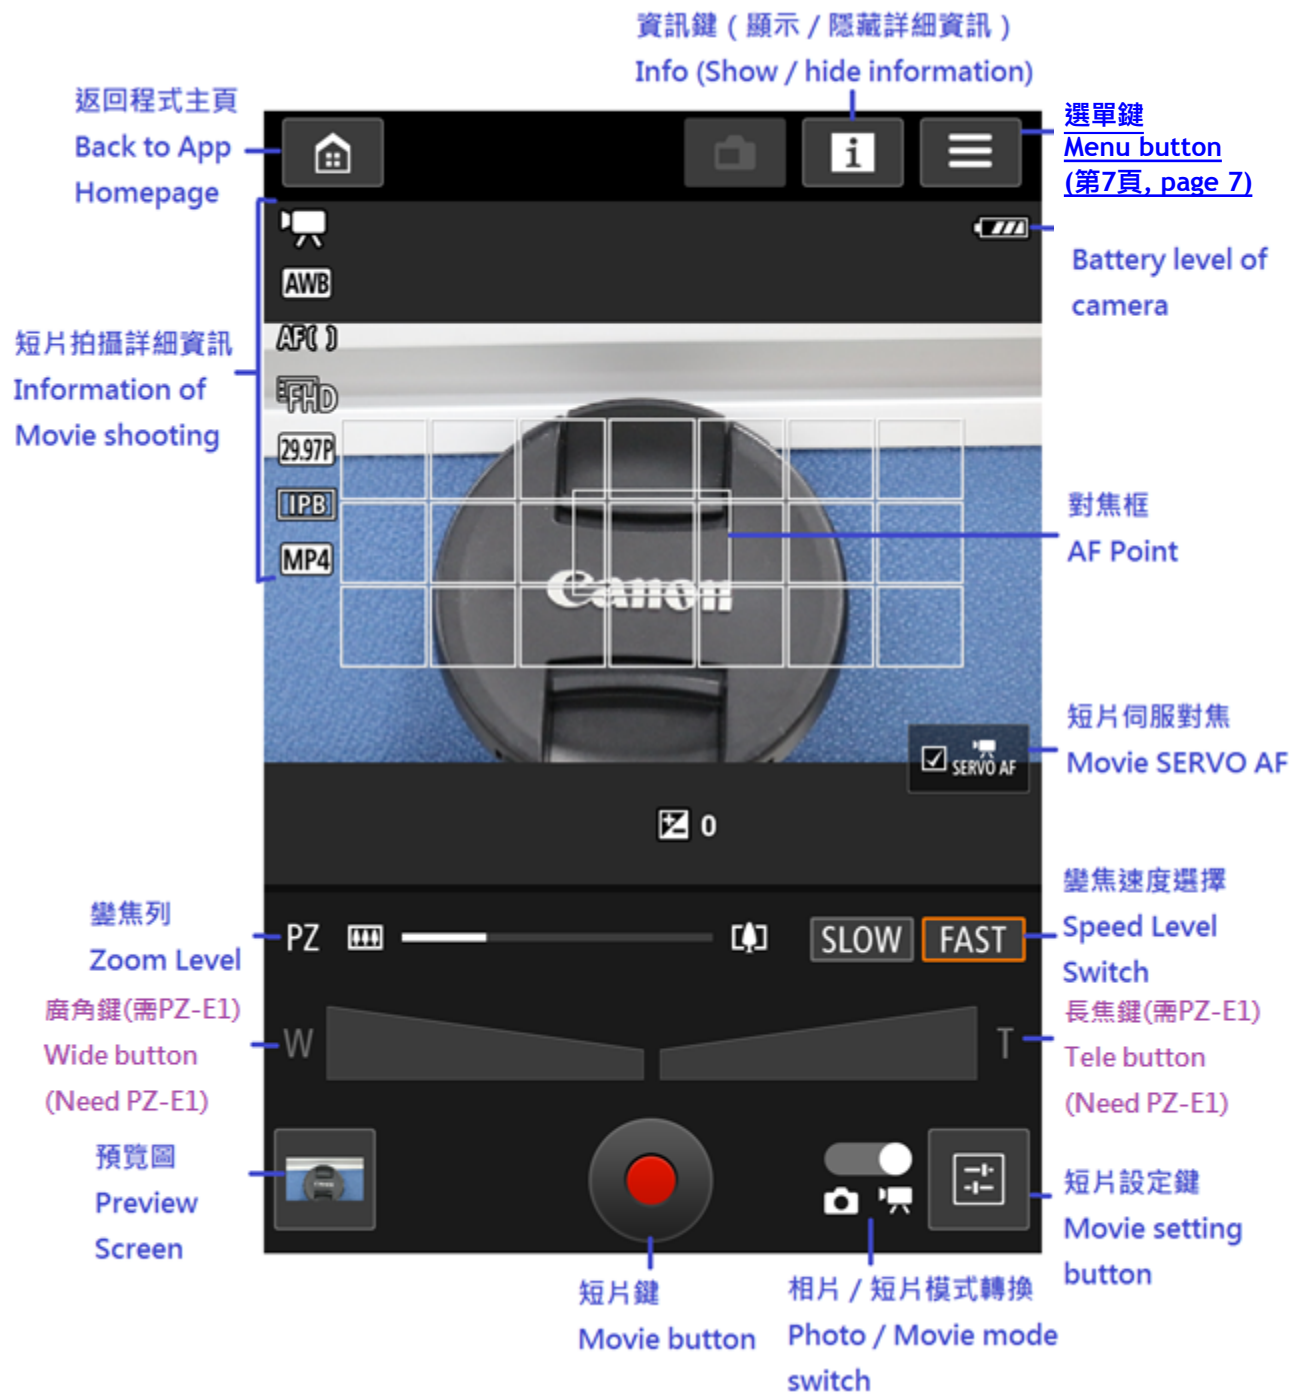 資訊鍵 ( 顯示 / 隱藏詳細資訊 )
Info (Show / hide information)
返回程式主頁
Back to App
Homepage
選單鍵
Menu button
(第7頁, page 7)
i
AWB
Battery level of
camera
短片拍攝詳細資訊
Information of
Movie shooting
AF( )
FHD
29.97P
IPB
MP4
Canon
對焦框
AF Point
短片伺服對焦
Movie SERVO AF
SERVO AF
0
變焦列
Zoom Level
PZ
SLOW
FAST
變焦速度選擇
Speed Level
Switch
廣角鍵(需PZ-E1)
Wide button
(Need PZ-E1)
W
T
長焦鍵(需PZ-E1)
Tele button
(Need PZ-E1)
預覽圖
Preview
Screen
短片設定鍵
Movie setting
button
短片鍵
Movie button
相片 / 短片模式轉換
Photo / Movie mode
switch